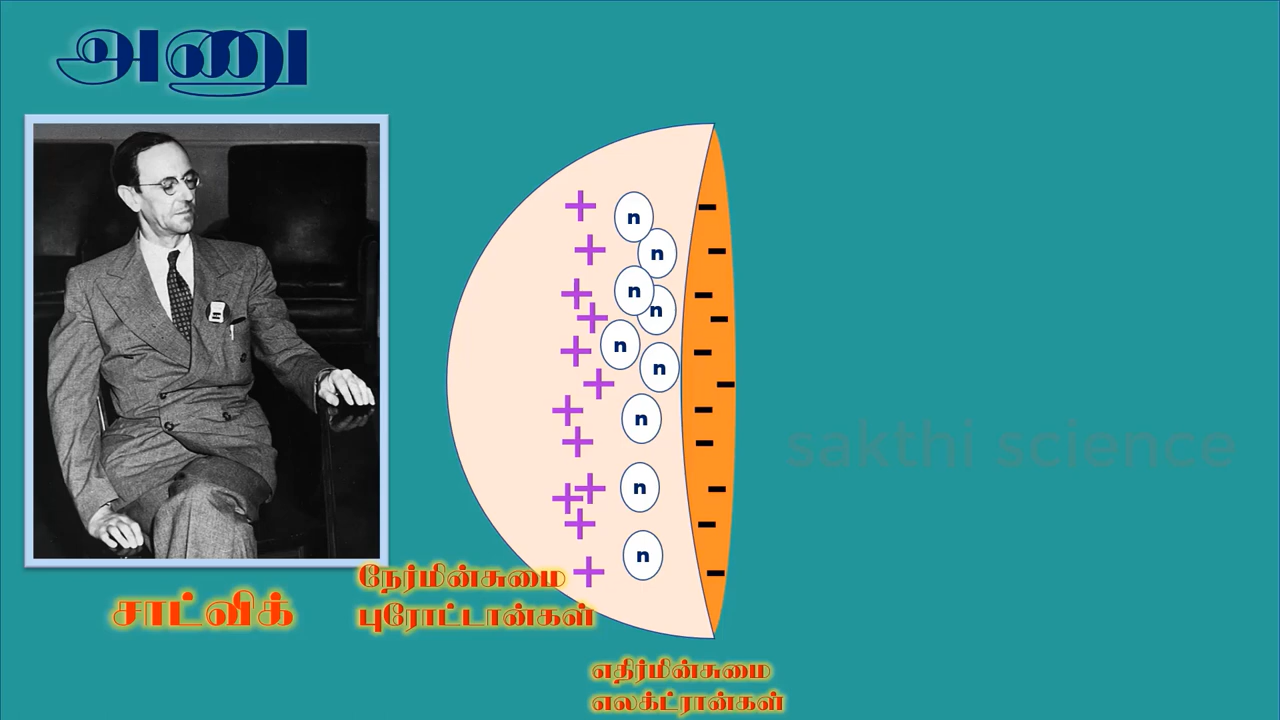 அணு
சாட்விக்
நேர்மின்சுமை
புரோட்டான்கள்
n
n
n
n
n
n
n
n
n
எதிர்மின்சுமை
எலக்ட்ரான்கள்
sakthi science